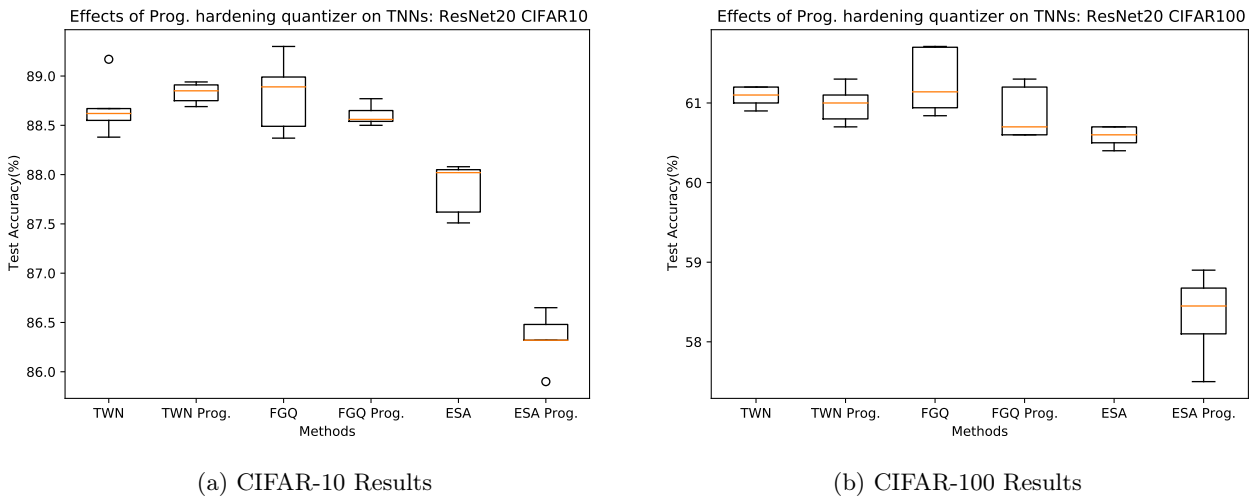 Effects of Prog. hardening quantizer on TNNs: ResNet20 CIFAR10
Test Accuracy(%)
89.0
88.5
88.0
87.5
87.0
86.5
86.0
TWN
TWN Prog.
FGQ
FGQ Prog.
ESA
ESA Prog.
Methods
(a) CIFAR-10 Results
Effects of Prog. hardening quantizer on TNNs: ResNet20 CIFAR100
Test Accuracy(%)
61
60
59
58
TWN
TWN Prog.
FGQ
FGQ Prog.
ESA
ESA Prog.
Methods
(b) CIFAR-100 Results